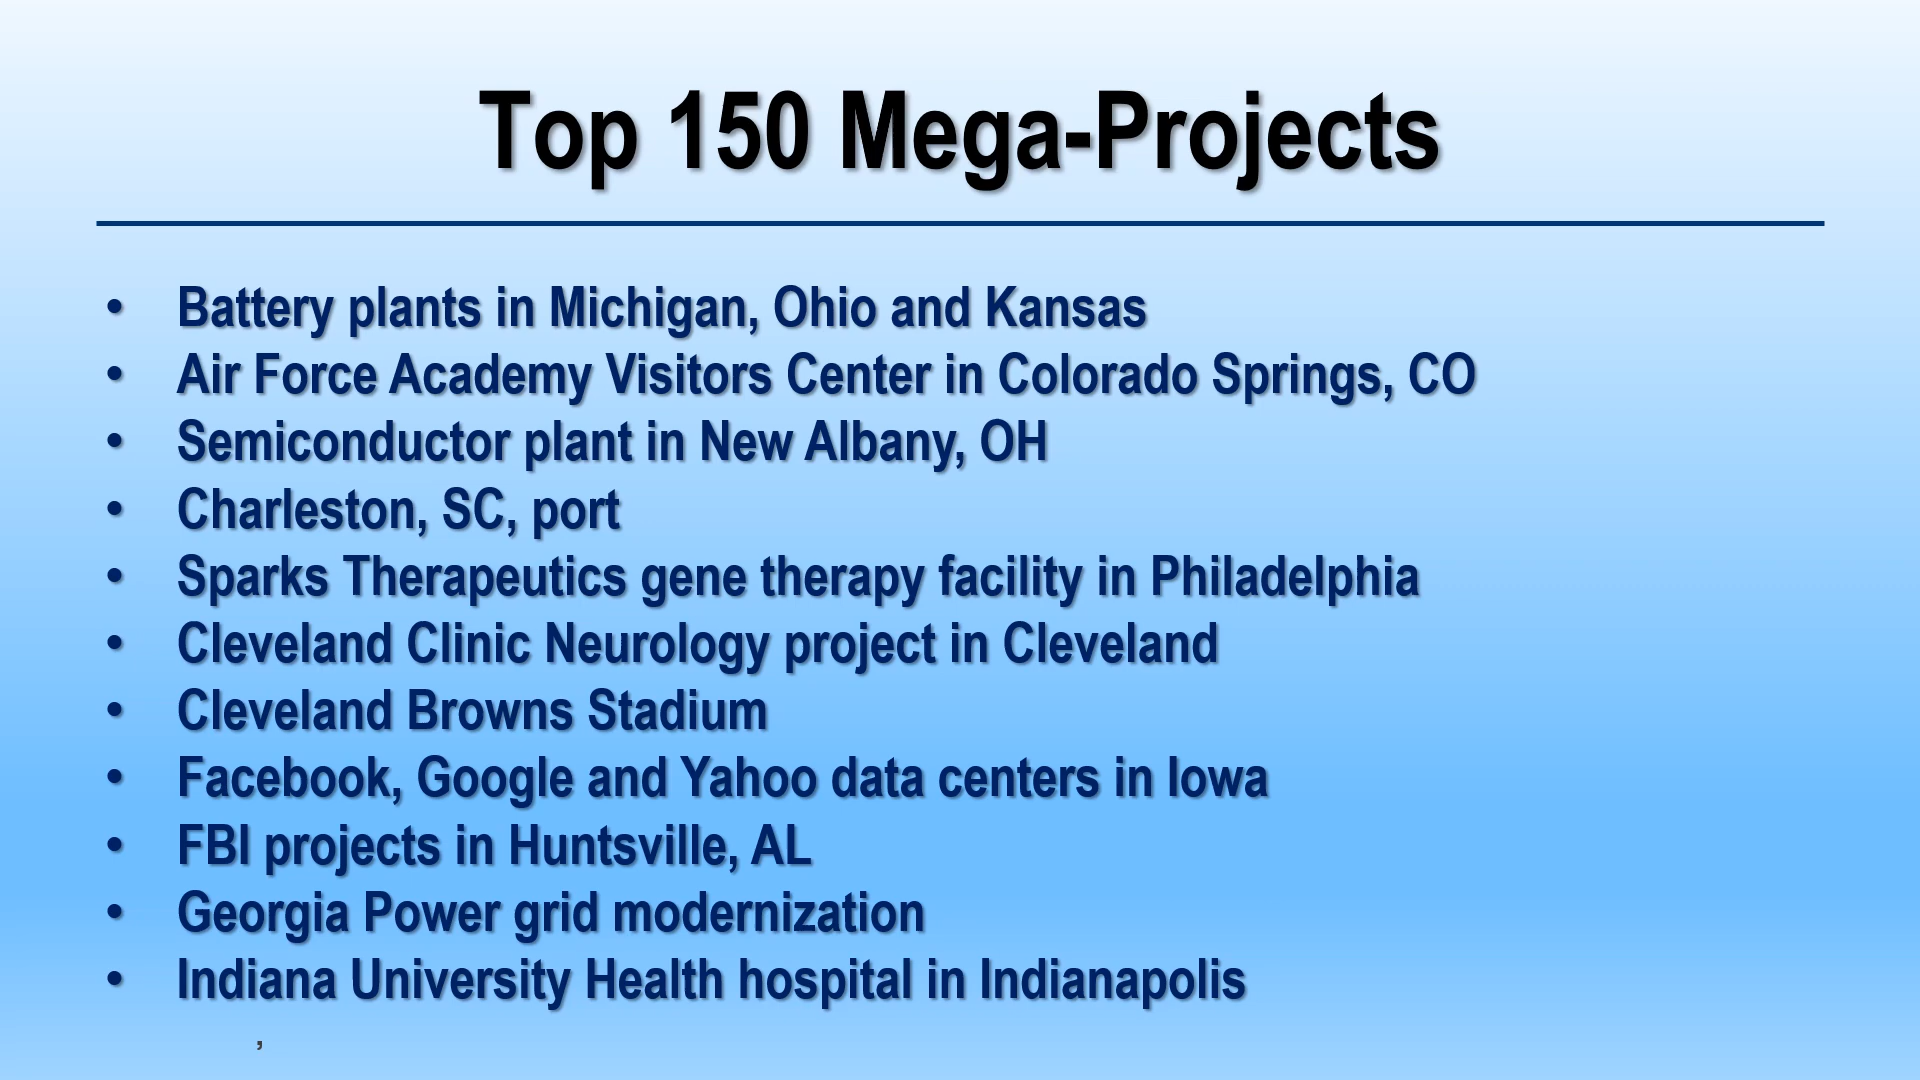 Top 150 Mega-Projects
• Battery plants in Michigan, Ohio and Kansas
• Air Force Academy Visitors Center in Colorado Springs, CO
• Semiconductor plant in New Albany, OH
• Charleston, SC, port
• Sparks Therapeutics gene therapy facility in Philadelphia
• Cleveland Clinic Neurology project in Cleveland
• Cleveland Browns Stadium
• Facebook, Google and Yahoo data centers in Iowa
• FBI projects in Huntsville, AL
• Georgia Power grid modernization
• Indiana University Health hospital in Indianapolis
,